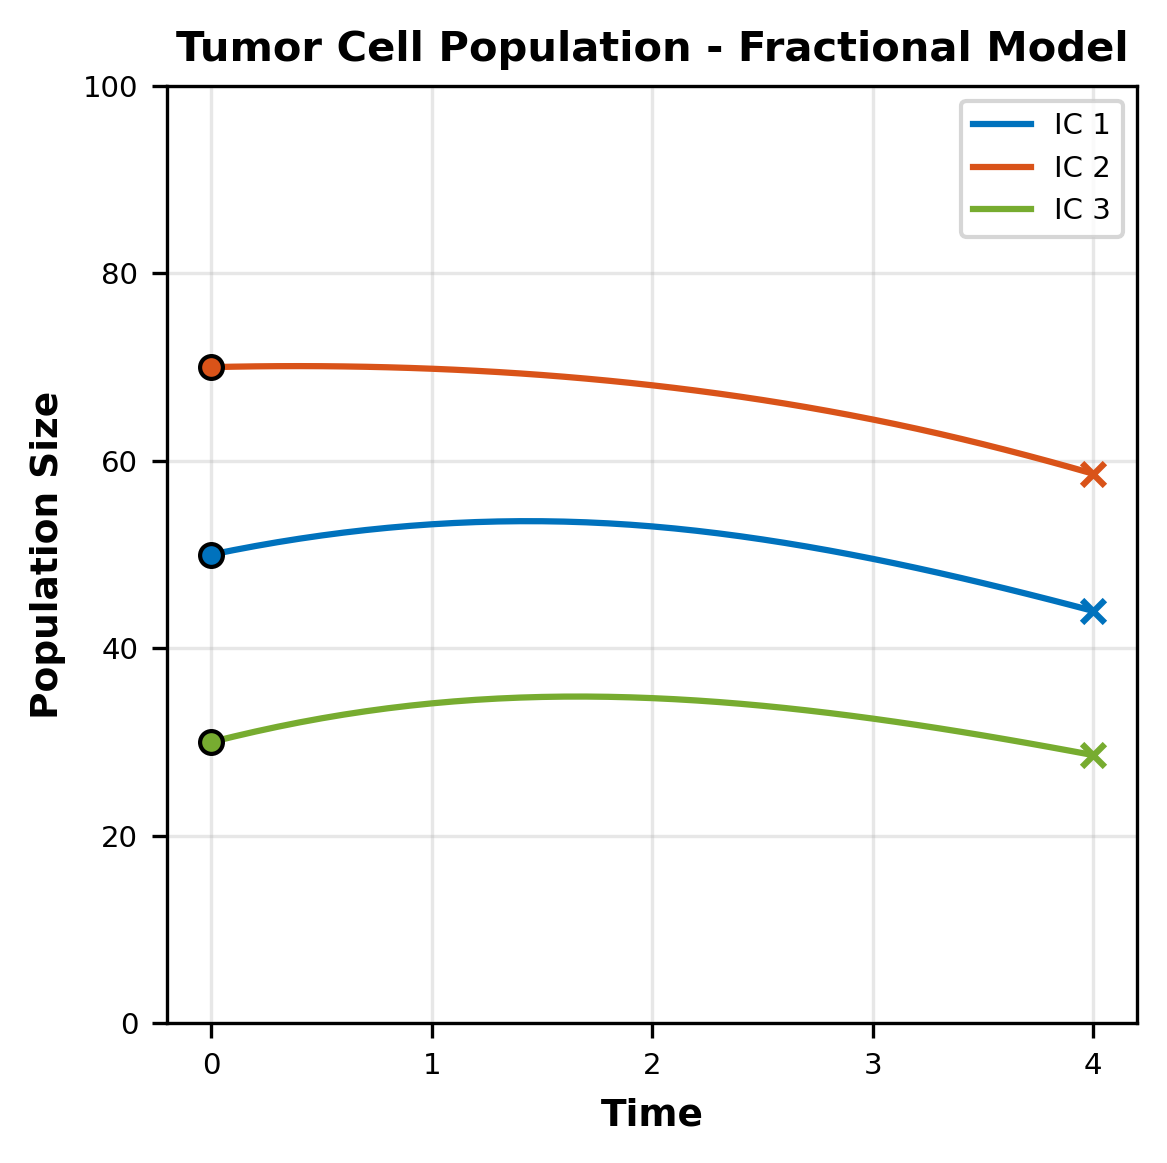 Tumor Cell Population - Fractional Model
100
80
60
40
20
0
Population Size
IC 1
IC 2
IC 3
0 1 2 3 4
Time